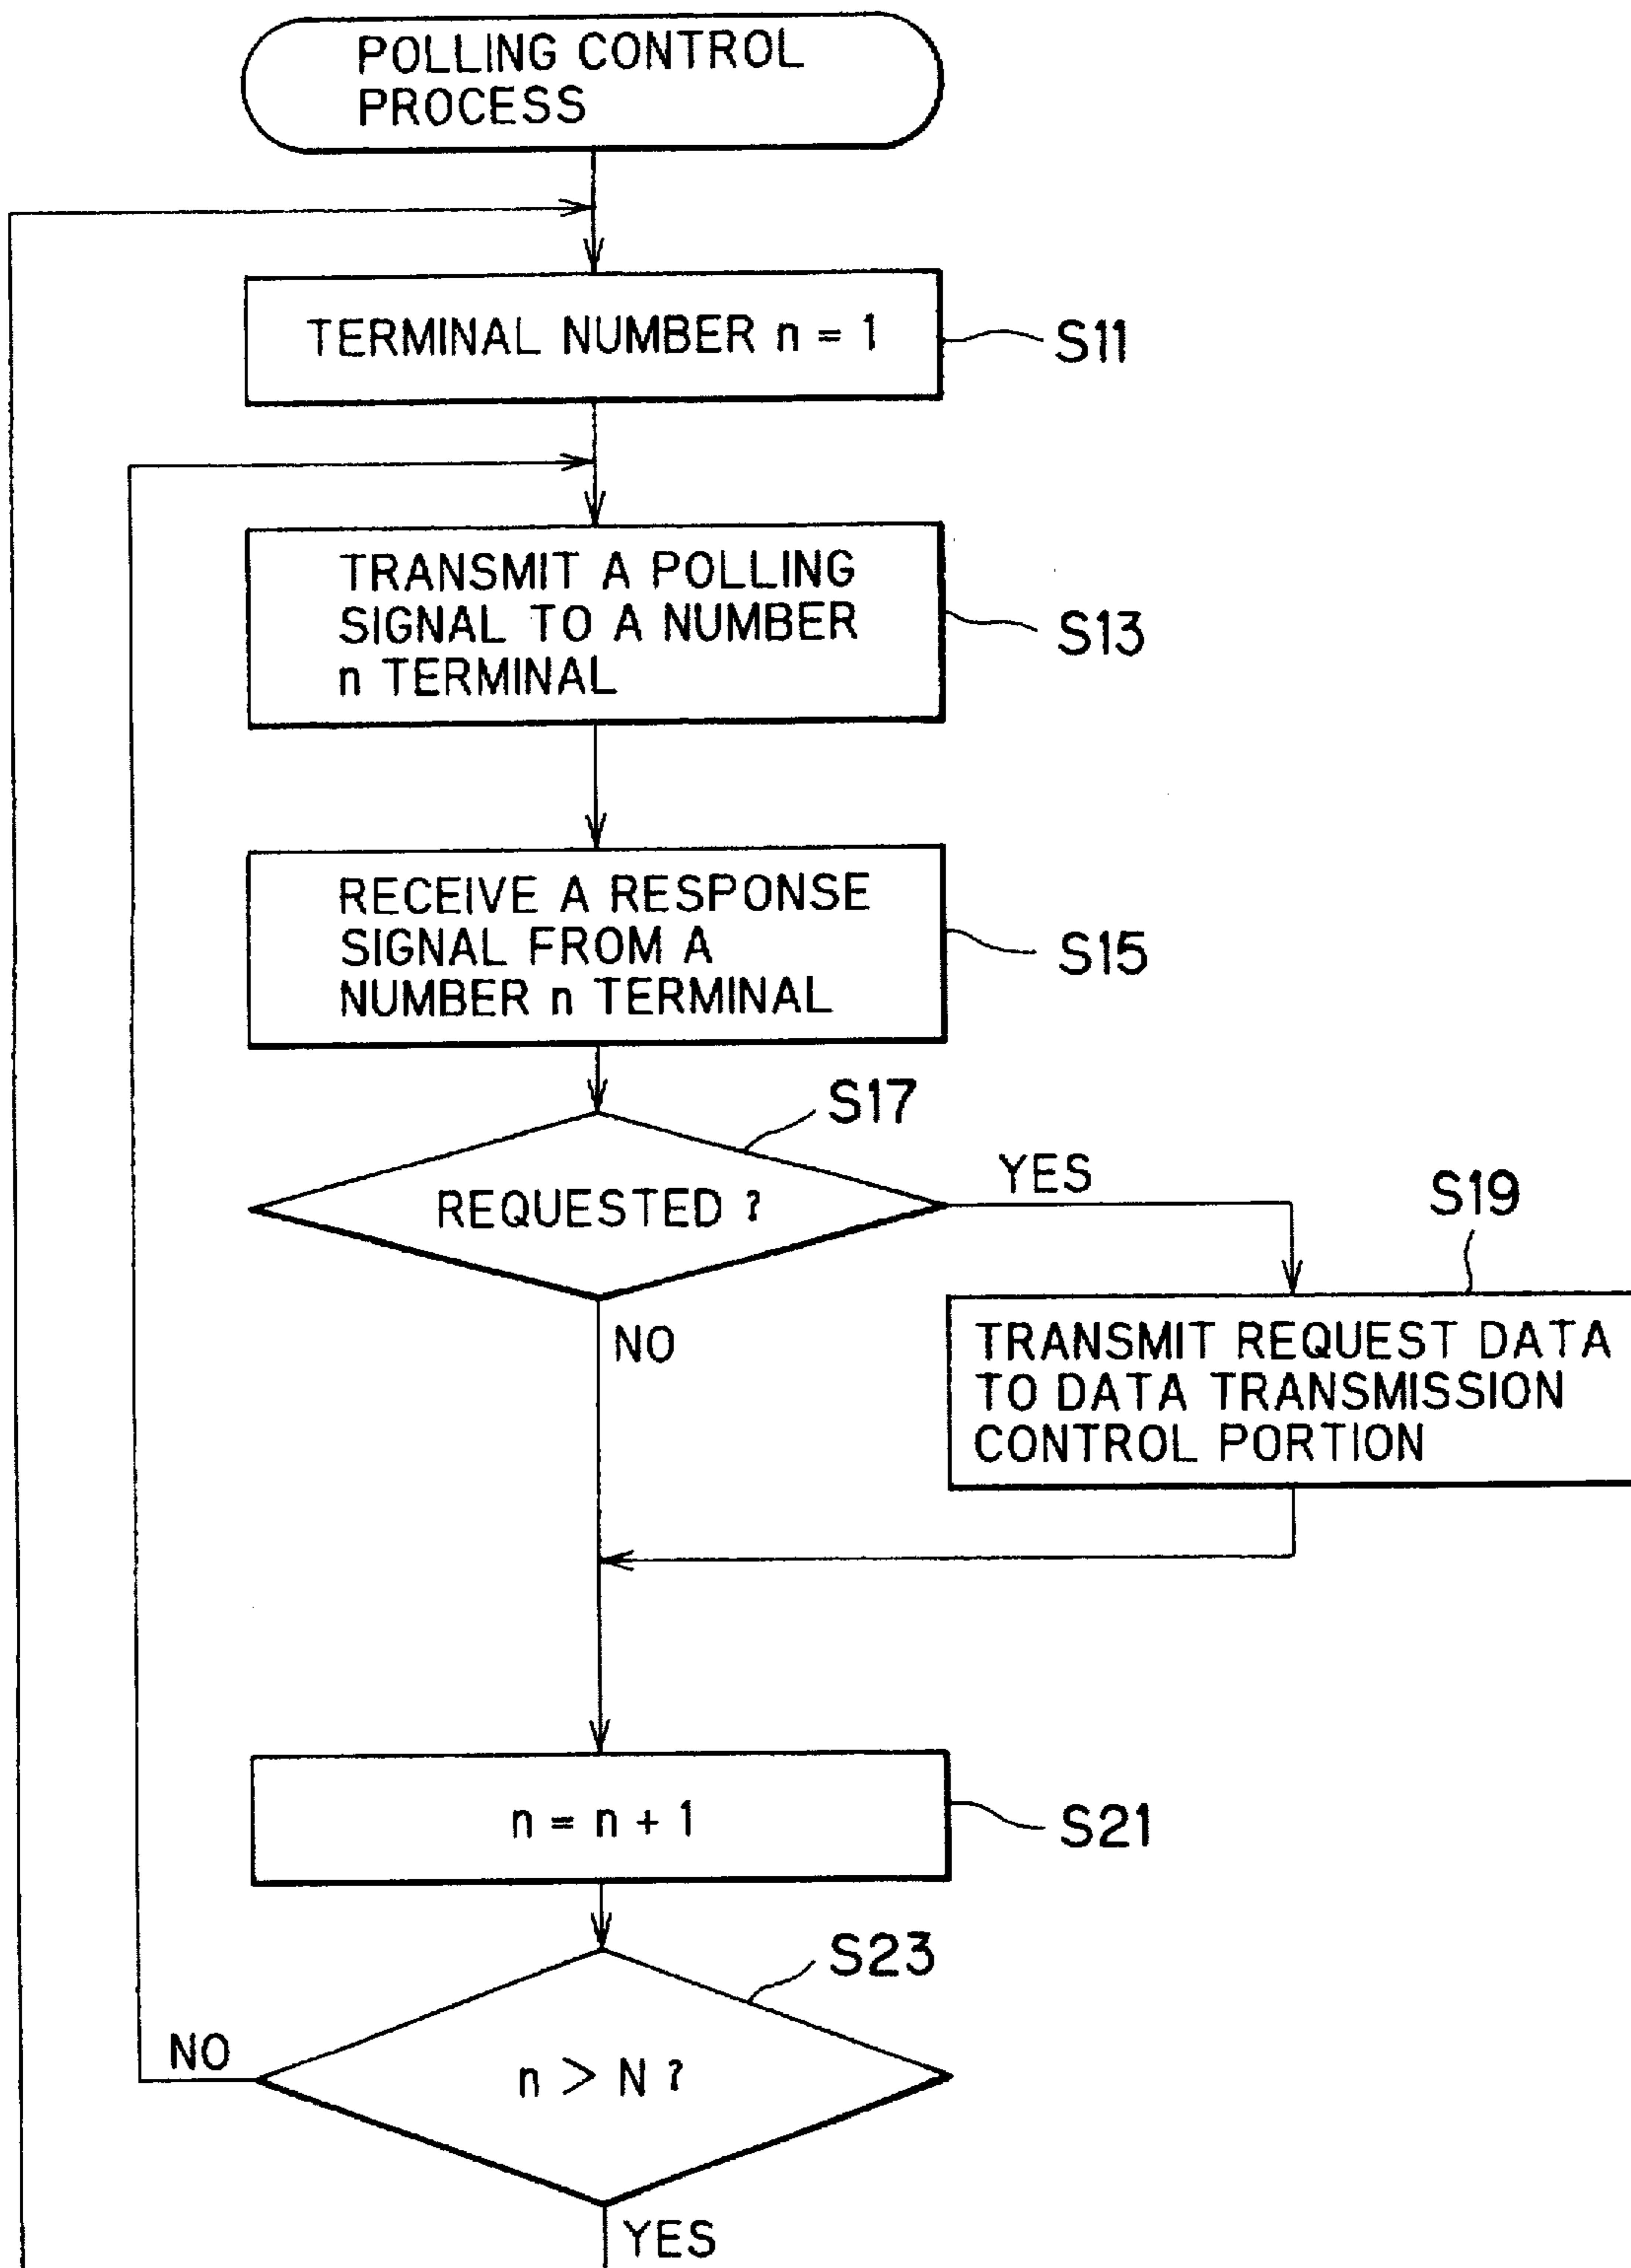 POLLING CONTROL
PROCESS
TERMINAL NUMBER n = 1
S11
TRANSMIT A POLLING
SIGNAL TO A NUMBER
n TERMINAL
S13
RECEIVE A RESPONSE
SIGNAL FROM A
NUMBER n TERMINAL
S15
S17
REQUESTED ?
YES
NO
S19
TRANSMIT REQUEST DATA
TO DATA TRANSMISSION
CONTROL PORTION
n = n + 1
S21
S23
n > N ?
NO
YES